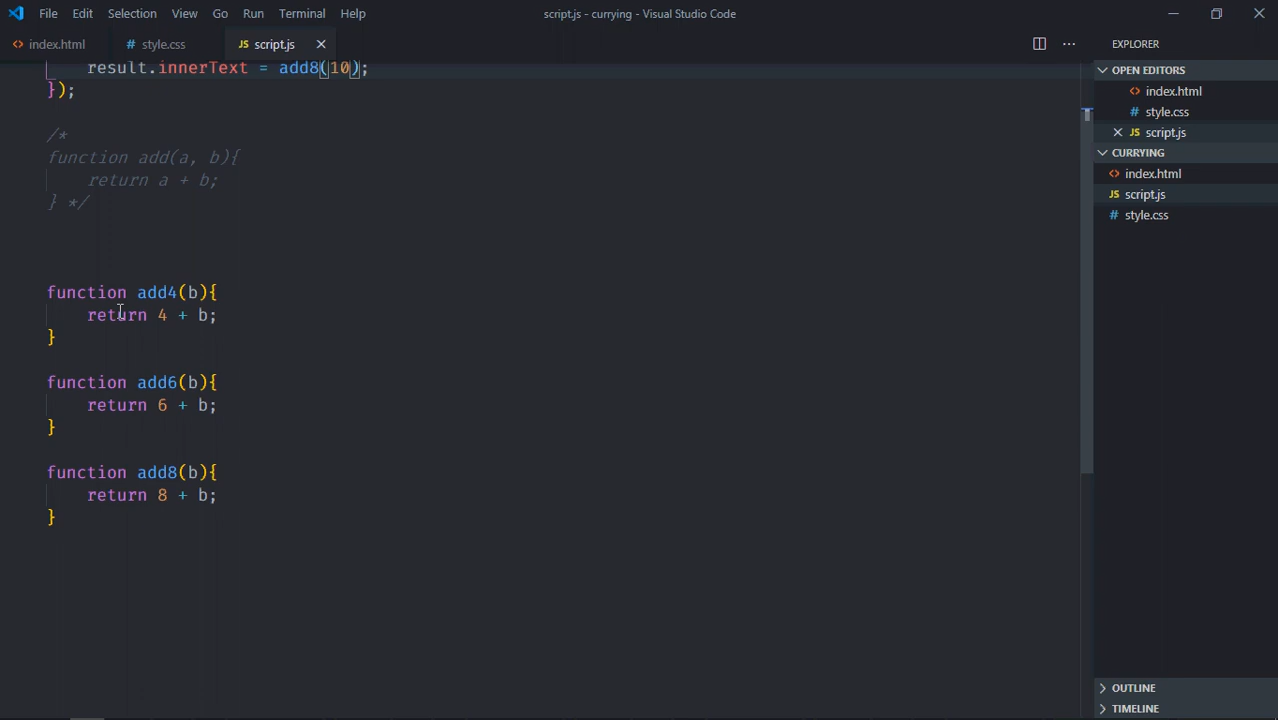 File Edit Selection View Go Run Terminal Help script.js - currying - Visual Studio Code
<> index.html # style.css JS script.js × ··· EXPLORER
result.innerText = add8(10);
});
/*
function add(a, b){
return a + b;
} */
function add4(b){
return 4 + b;
}
function add6(b){
return 6 + b;
}
function add8(b){
return 8 + b;
}
OPEN EDITORS
<> index.html
# style.css
× JS script.js
CURRYING
<> index.html
JS script.js
# style.css
OUTLINE
TIMELINE